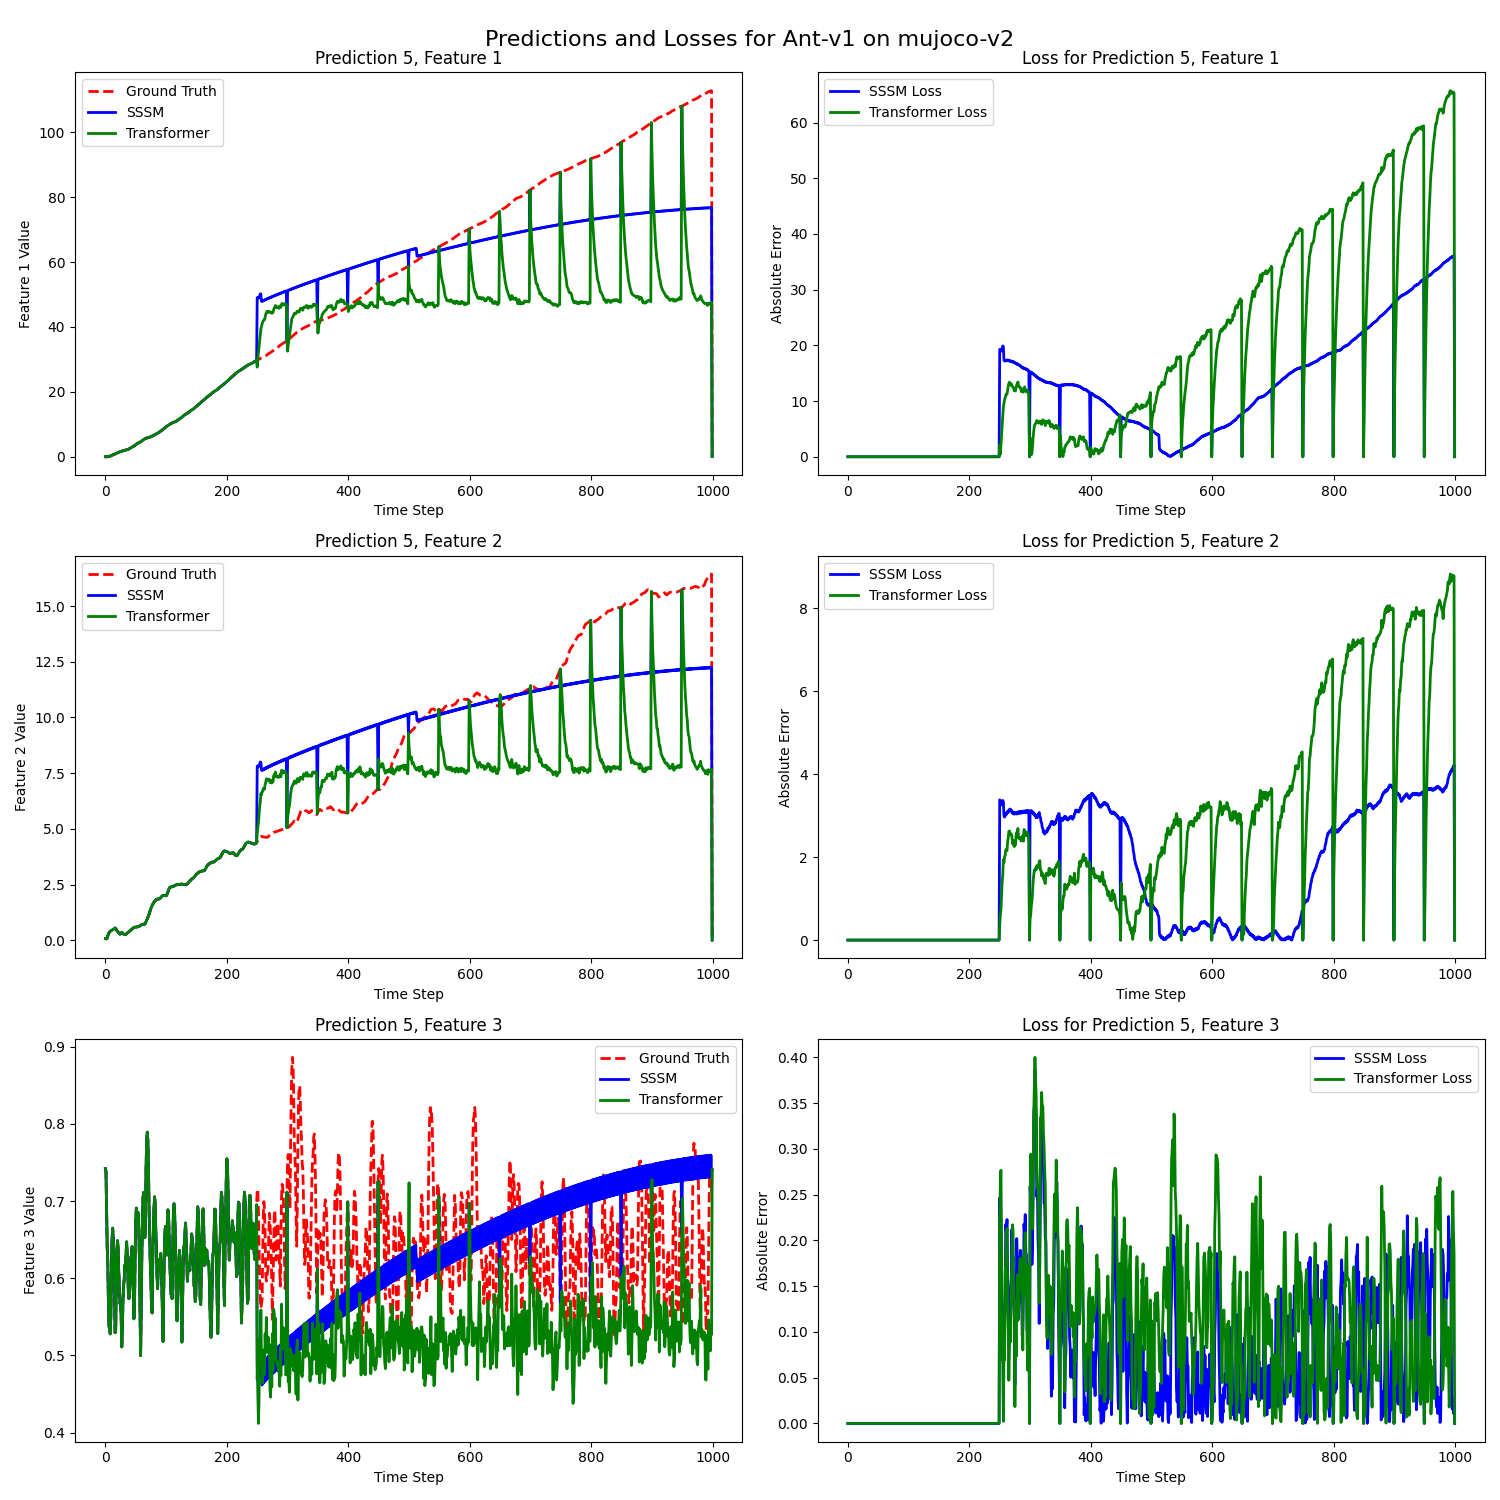 Predictions and Losses for Ant-v1 on mujoco-v2
Prediction 5, Feature 1
Ground Truth
SSSM
Transformer
Feature 1 Value
100
80
60
40
20
0
0 200 400 600 800 1000
Time Step
Loss for Prediction 5, Feature 1
SSSM Loss
Transformer Loss
Absolute Error
60
50
40
30
20
10
0
0 200 400 600 800 1000
Time Step
Prediction 5, Feature 2
Ground Truth
SSSM
Transformer
Feature 2 Value
15.0
12.5
10.0
7.5
5.0
2.5
0.0
0 200 400 600 800 1000
Time Step
Loss for Prediction 5, Feature 2
SSSM Loss
Transformer Loss
Absolute Error
8
6
4
2
0
0 200 400 600 800 1000
Time Step
Prediction 5, Feature 3
Ground Truth
SSSM
Transformer
Feature 3 Value
0.9
0.8
0.7
0.6
0.5
0.4
0 200 400 600 800 1000
Time Step
Loss for Prediction 5, Feature 3
SSSM Loss
Transformer Loss
Absolute Error
0.40
0.35
0.30
0.25
0.20
0.15
0.10
0.05
0.00
0 200 400 600 800 1000
Time Step